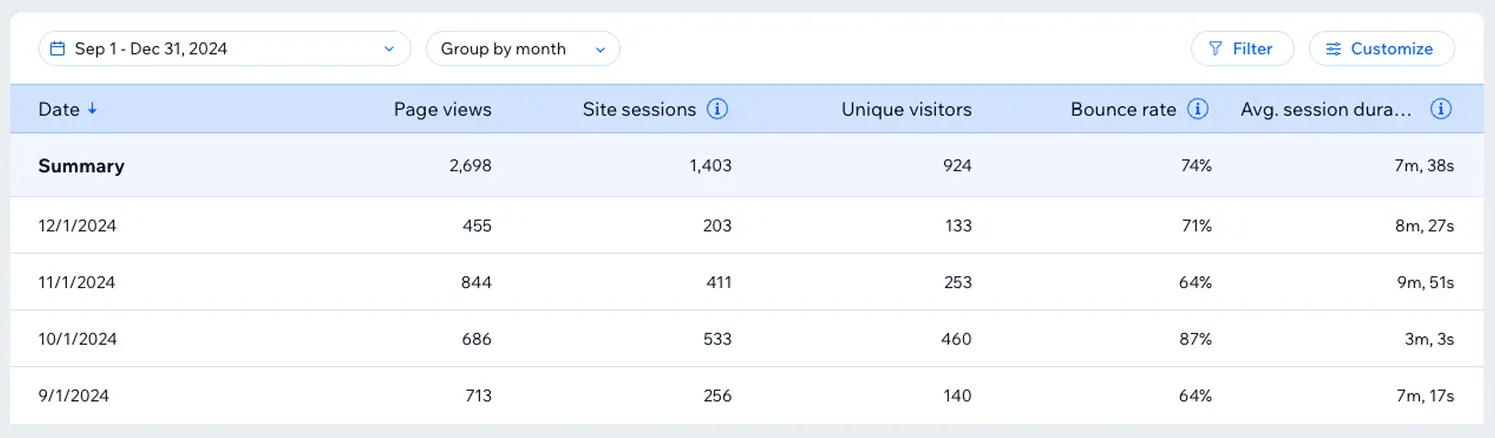 Sep 1 - Dec 31, 2024 Group by month Filter Customize
Date ↓ Page views Site sessions Unique visitors Bounce rate Avg. session dura...
Summary 2,698 1,403 924 74% 7m, 38s
12/1/2024 455 203 133 71% 8m, 27s
11/1/2024 844 411 253 64% 9m, 51s
10/1/2024 686 533 460 87% 3m, 3s
9/1/2024 713 256 140 64% 7m, 17s